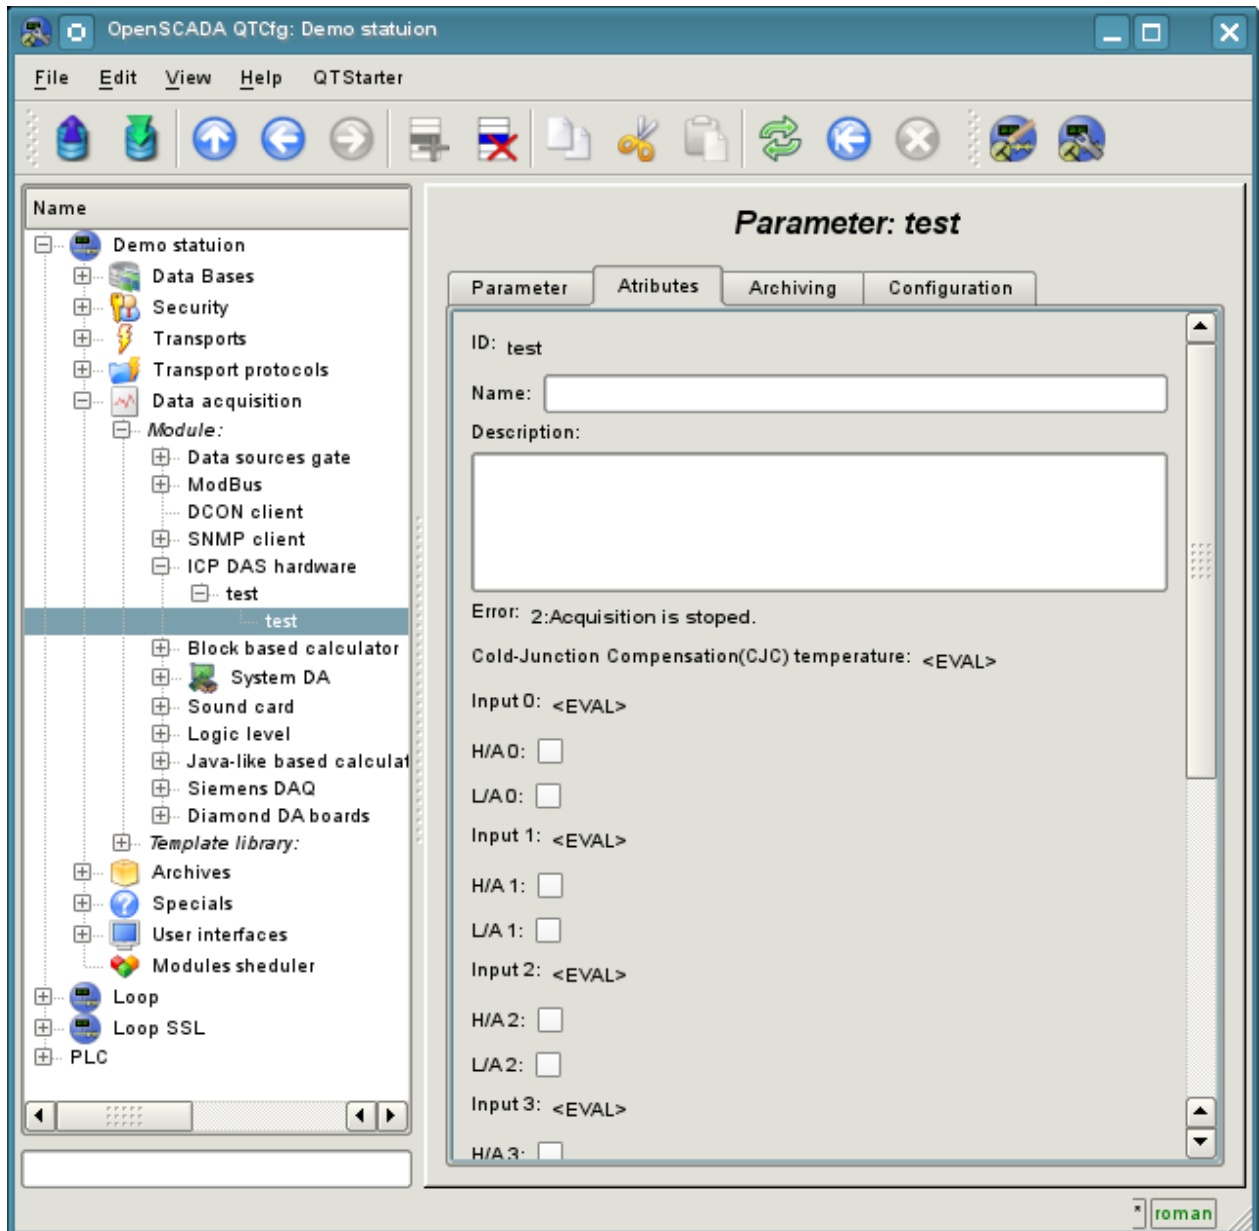 OpenSCADA QTCfg: Demo statuion
File Edit View Help QTStarter
Name
Demo statuion
Data Bases
Security
Transports
Transport protocols
Data acquisition
Module:
Data sources gate
ModBus
DCON client
SNMP client
ICP DAS hardware
test
test
Block based calculator
System DA
Sound card
Logic level
Java-like based calculat
Siemens DAQ
Diamond DA boards
Template library:
Archives
Specials
User interfaces
Modules sheduler
Loop
Loop SSL
PLC
Parameter: test
Parameter Atributes Archiving Configuration
ID: test
Name:
Description:
Error: 2:Acquisition is stoped.
Cold-Junction Compensation(CJC) temperature: <EVAL>
Input 0: <EVAL>
H/A 0:
L/A 0:
Input 1: <EVAL>
H/A 1:
L/A 1:
Input 2: <EVAL>
H/A 2:
L/A 2:
Input 3: <EVAL>
H/A 3:
* roman